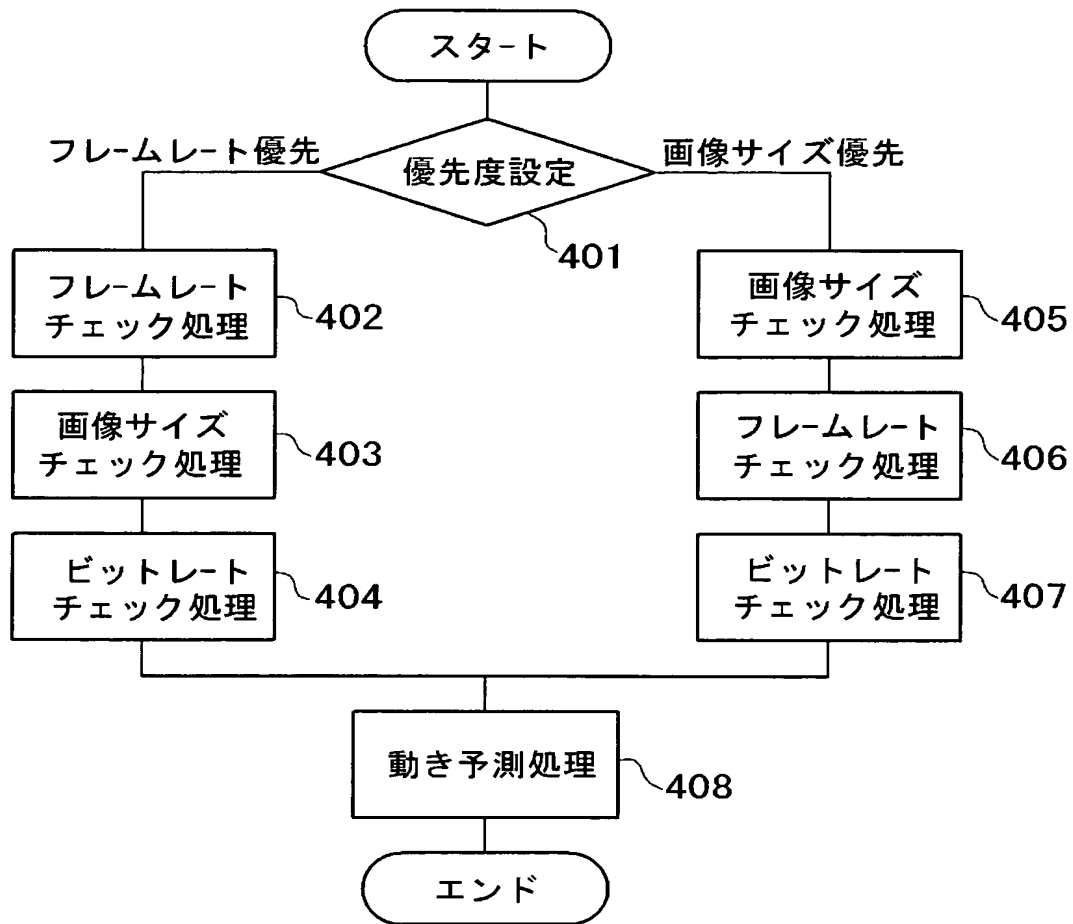 スタート
フレームレート優先
優先度設定
画像サイズ優先
401
フレームレート
チェック処理
402
画像サイズ
チェック処理
403
ビットレート
チェック処理
404
画像サイズ
チェック処理
405
フレームレート
チェック処理
406
ビットレート
チェック処理
407
動き予測処理
408
エンド